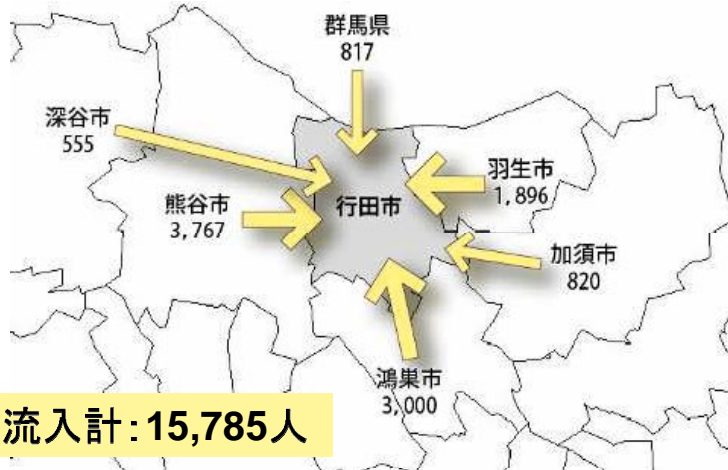 群馬県
817
深谷市
555
羽生市
1,896
熊谷市
3,767
行田市
加須市
820
鴻巣市
3,000
流入計:15,785人